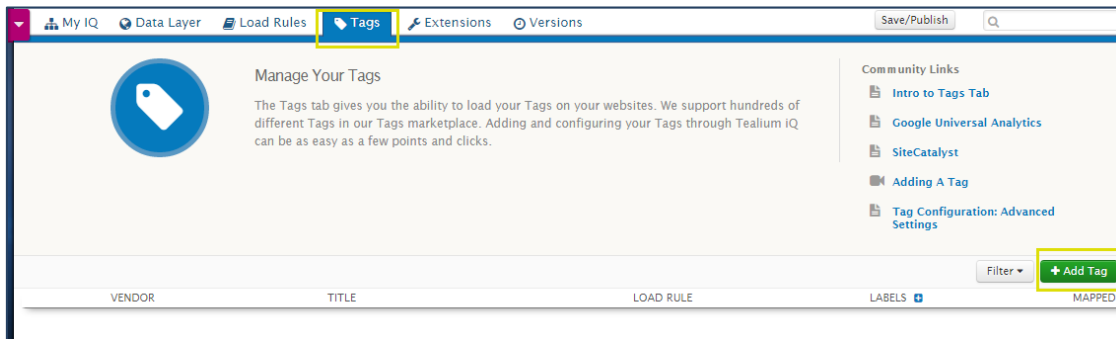 My IQ Data Layer Load Rules Tags Extensions Versions Save/Publish
Manage Your Tags
The Tags tab gives you the ability to load your Tags on your websites. We support hundreds of
different Tags in our Tags marketplace. Adding and configuring your Tags through Tealium iQ
can be as easy as a few points and clicks.
Community Links
Intro to Tags Tab
Google Universal Analytics
SiteCatalyst
Adding A Tag
Tag Configuration: Advanced
Settings
Filter + Add Tag
VENDOR TITLE LOAD RULE LABELS MAPPED